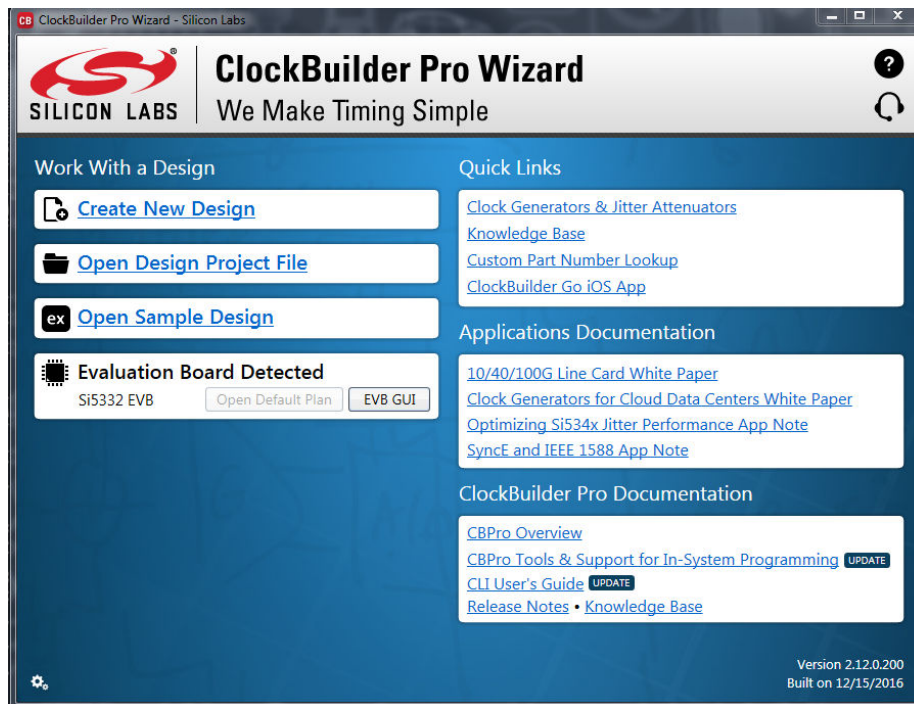 CB ClockBuilder Pro Wizard - Silicon Labs
SILICON LABS
®
ClockBuilder Pro Wizard
We Make Timing Simple
?
Work With a Design
Create New Design
Open Design Project File
ex Open Sample Design
Evaluation Board Detected
Si5332 EVB Open Default Plan EVB GUI
Quick Links
Clock Generators & Jitter Attenuators
Knowledge Base
Custom Part Number Lookup
ClockBuilder Go iOS App
Applications Documentation
10/40/100G Line Card White Paper
Clock Generators for Cloud Data Centers White Paper
Optimizing Si534x Jitter Performance App Note
SyncE and IEEE 1588 App Note
ClockBuilder Pro Documentation
CBPro Overview
CBPro Tools & Support for In-System Programming UPDATE
CLI User's Guide UPDATE
Release Notes • Knowledge Base
Version 2.12.0.200
Built on 12/15/2016